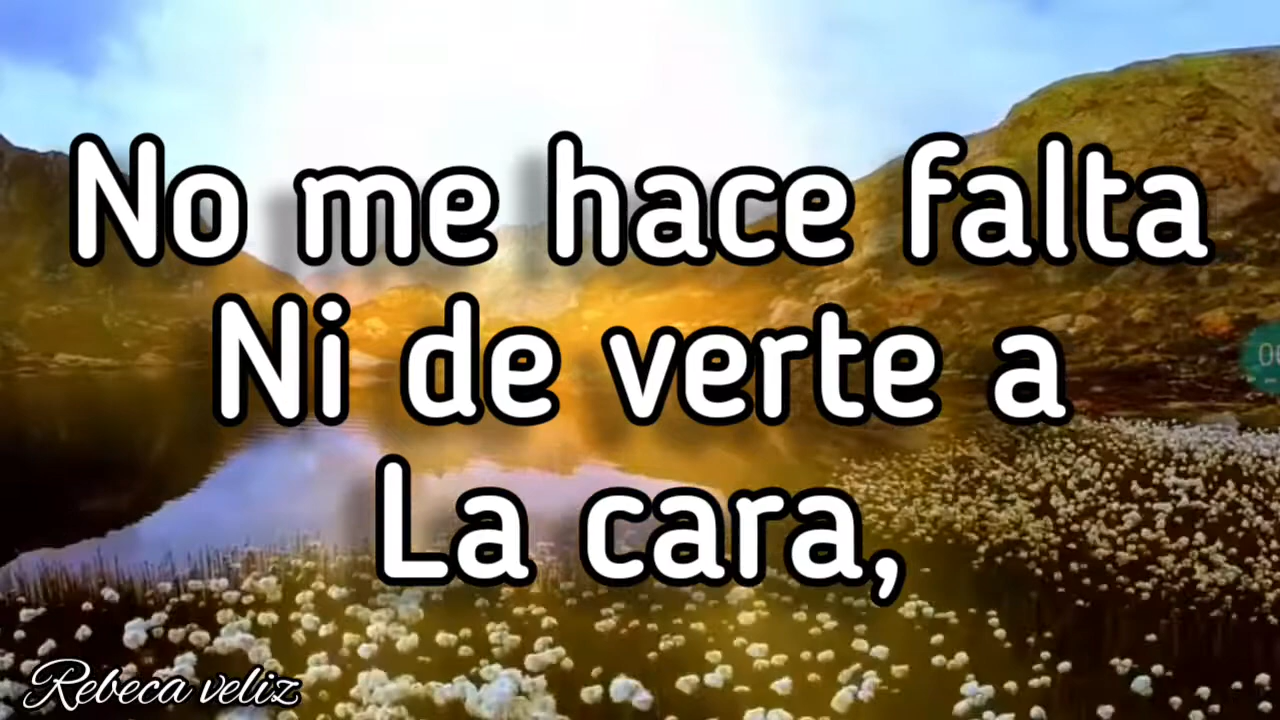 No me hace falta
Ni de verte a
La cara,
Rebeca veliz